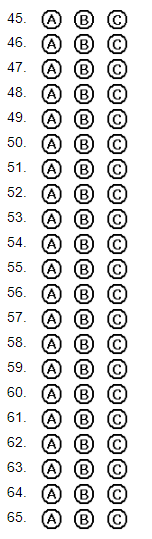 45. A B C
46. A B C
47. A B C
48. A B C
49. A B C
50. A B C
51. A B C
52. A B C
53. A B C
54. A B C
55. A B C
56. A B C
57. A B C
58. A B C
59. A B C
60. A B C
61. A B C
62. A B C
63. A B C
64. A B C
65. A B C